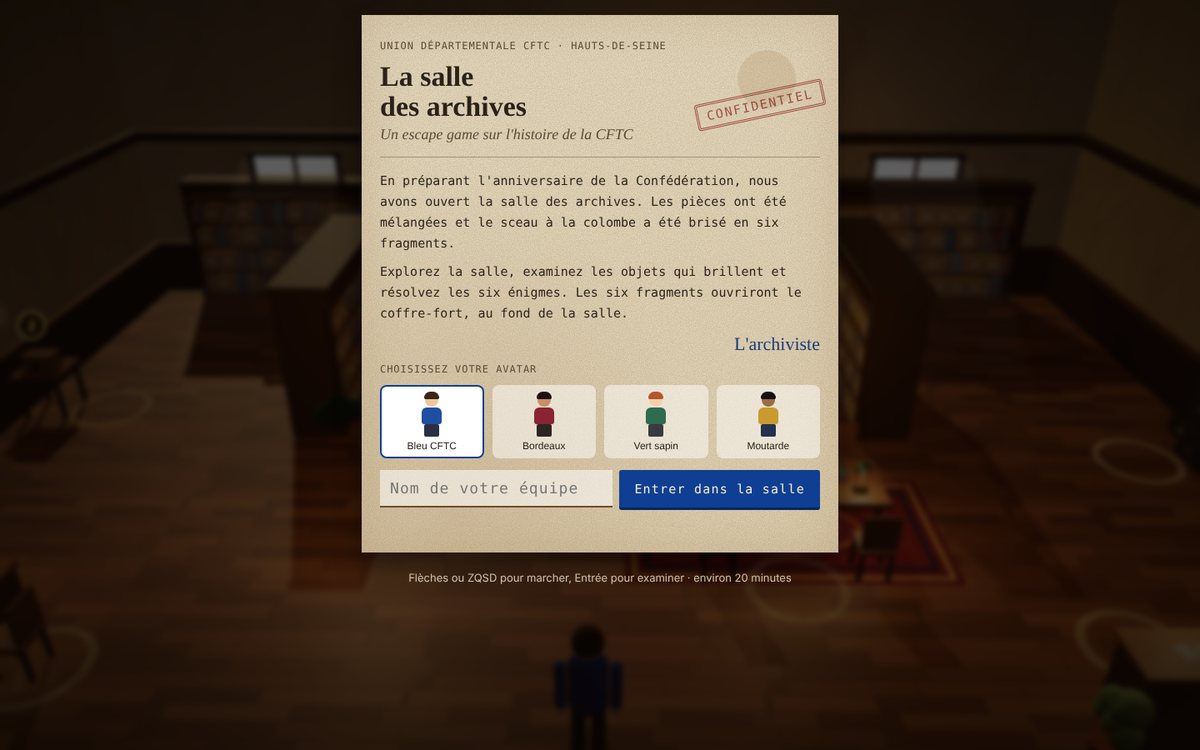 UNION DÉPARTEMENTALE CFTC · HAUTS-DE-SEINE
La salle
des archives
CONFIDENTIEL
Un escape game sur l'histoire de la CFTC
En préparant l'anniversaire de la Confédération, nous
avons ouvert la salle des archives. Les pièces ont été
mélangées et le sceau à la colombe a été brisé en six
fragments.
Explorez la salle, examinez les objets qui brillent et
résolvez les six énigmes. Les six fragments ouvriront le
coffre-fort, au fond de la salle.
L'archiviste
CHOISISSEZ VOTRE AVATAR
Bleu CFTC
Bordeaux
Vert sapin
Moutarde
Nom de votre équipe
Entrer dans la salle
Flèches ou ZQSD pour marcher, Entrée pour examiner · environ 20 minutes